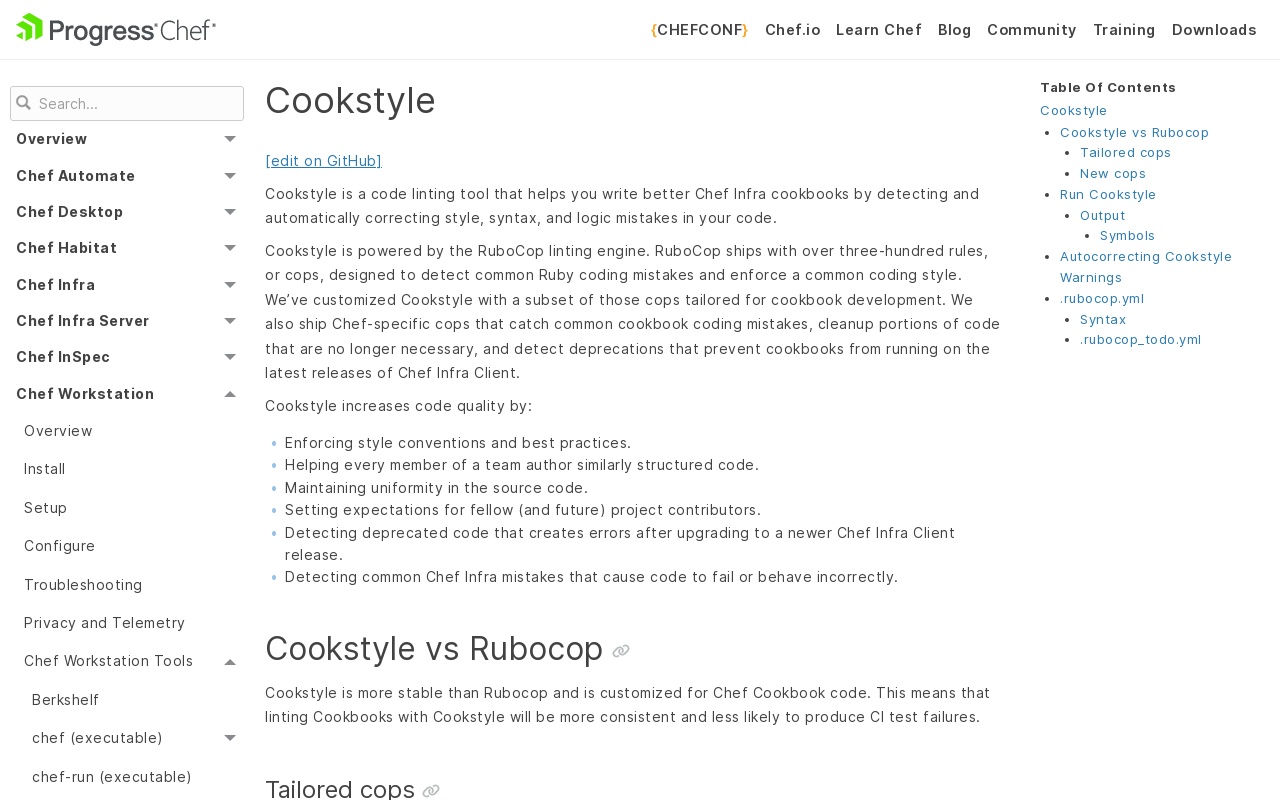 Progress Chef
{CHEFCONF}
Chef.io
Learn Chef
Blog
Community
Training
Downloads
Search...
Overview
Chef Automate
Chef Desktop
Chef Habitat
Chef Infra
Chef Infra Server
Chef InSpec
Chef Workstation
Overview
Install
Setup
Configure
Troubleshooting
Privacy and Telemetry
Chef Workstation Tools
Berkshelf
chef (executable)
chef-run (executable)
Cookstyle
[edit on GitHub]
Cookstyle is a code linting tool that helps you write better Chef Infra cookbooks by detecting and
automatically correcting style, syntax, and logic mistakes in your code.
Cookstyle is powered by the RuboCop linting engine. RuboCop ships with over three-hundred rules,
or cops, designed to detect common Ruby coding mistakes and enforce a common coding style.
We’ve customized Cookstyle with a subset of those cops tailored for cookbook development. We
also ship Chef-specific cops that catch common cookbook coding mistakes, cleanup portions of code
that are no longer necessary, and detect deprecations that prevent cookbooks from running on the
latest releases of Chef Infra Client.
Cookstyle increases code quality by:
Enforcing style conventions and best practices.
Helping every member of a team author similarly structured code.
Maintaining uniformity in the source code.
Setting expectations for fellow (and future) project contributors.
Detecting deprecated code that creates errors after upgrading to a newer Chef Infra Client
release.
Detecting common Chef Infra mistakes that cause code to fail or behave incorrectly.
Cookstyle vs Rubocop
Cookstyle is more stable than Rubocop and is customized for Chef Cookbook code. This means that
linting Cookbooks with Cookstyle will be more consistent and less likely to produce CI test failures.
Tailored cops
Table Of Contents
Cookstyle
Cookstyle vs Rubocop
Tailored cops
New cops
Run Cookstyle
Output
Symbols
Autocorrecting Cookstyle
Warnings
.rubocop.yml
Syntax
.rubocop_todo.yml